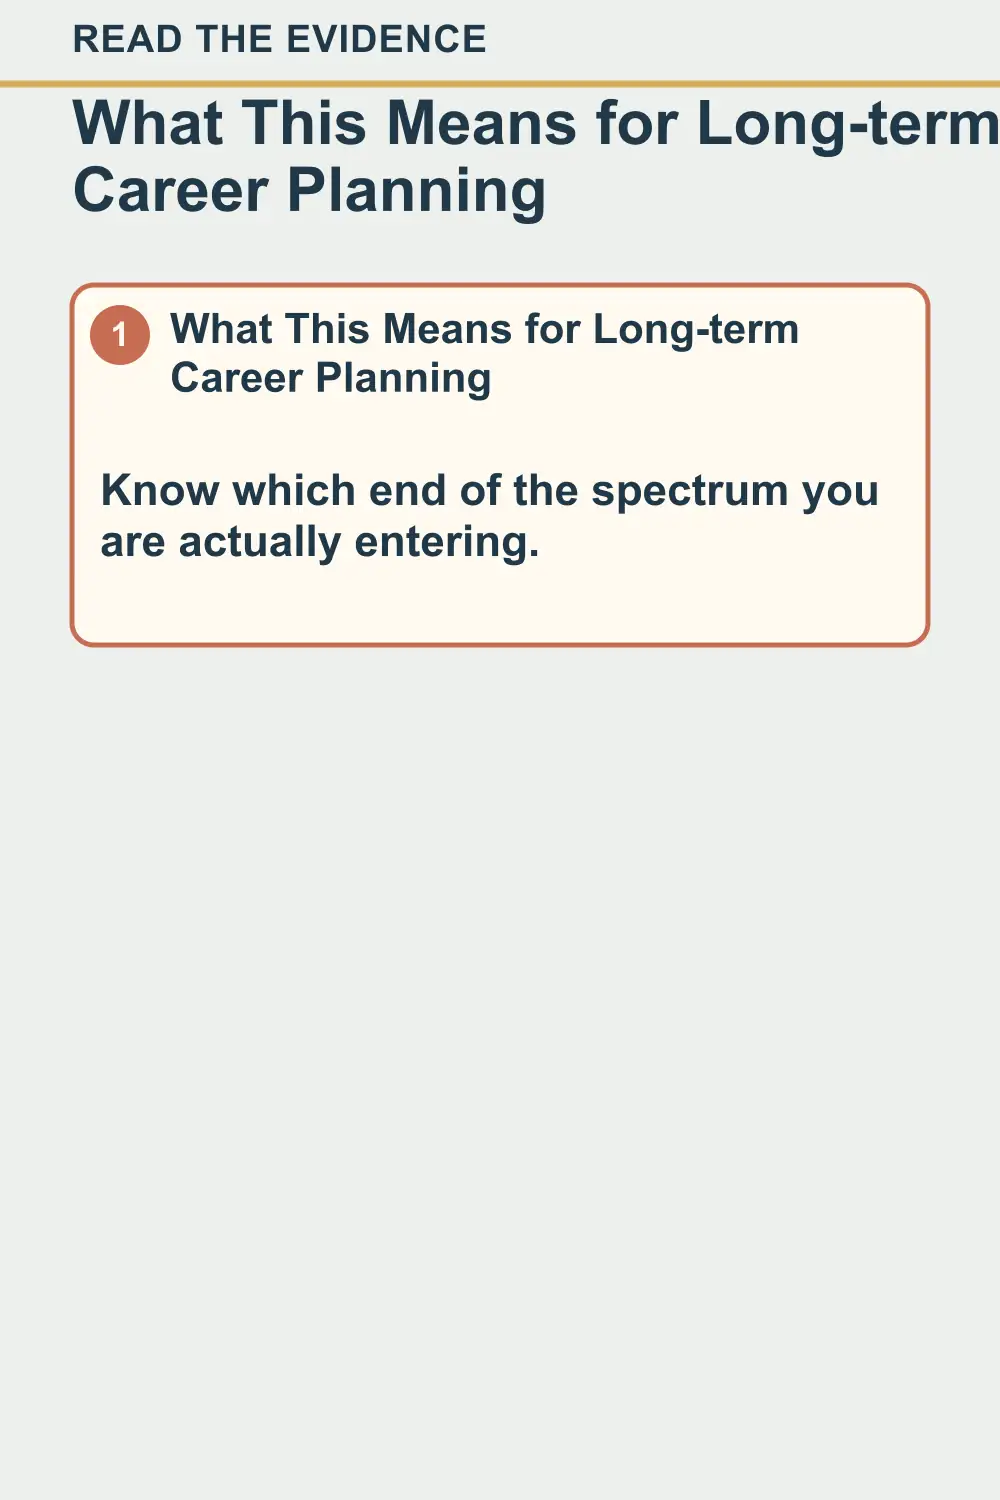 READ THE EVIDENCE
What This Means for Long-term
Career Planning
1
What This Means for Long-term
Career Planning
Know which end of the spectrum you
are actually entering.